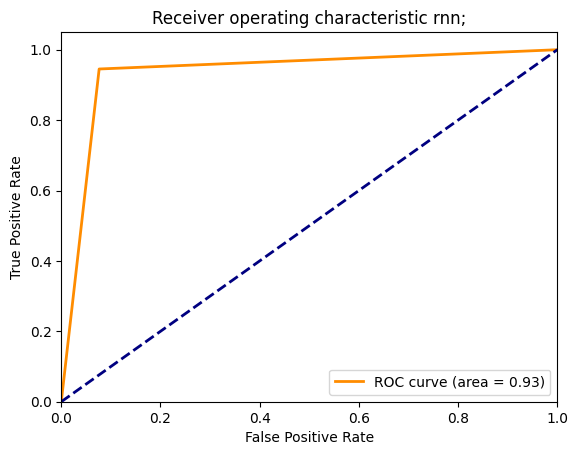 Receiver operating characteristic rnn;
True Positive Rate
1.0
0.8
0.6
0.4
0.2
0.0
ROC curve (area = 0.93)
0.0 0.2 0.4 0.6 0.8 1.0
False Positive Rate